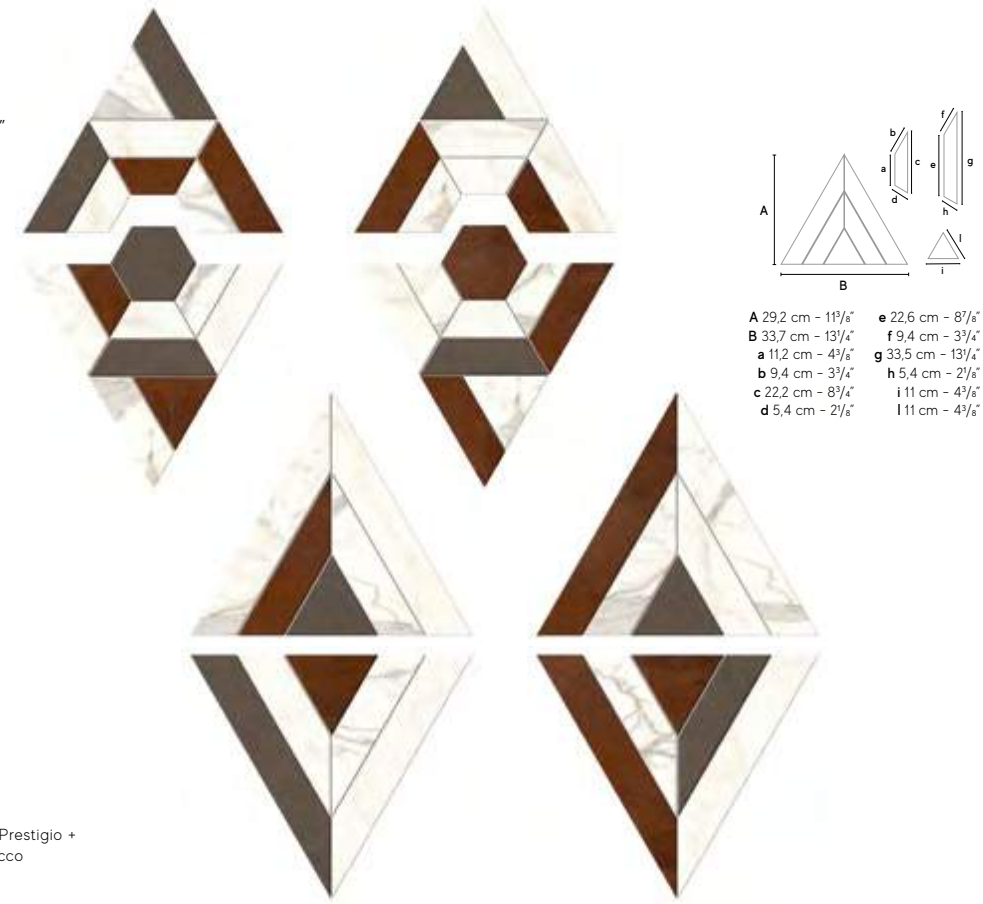 ”
b
f
a
c
e
g
d
h
A
l
i
B
A 29,2 cm - 11³/₈″
B 33,7 cm - 13¹/₄″
a 11,2 cm - 4³/₈″
b 9,4 cm - 3³/₄″
c 22,2 cm - 8³/₄″
d 5,4 cm - 2¹/₈″
e 22,6 cm - 8⁷/₈″
f 9,4 cm - 3³/₄″
g 33,5 cm - 13¹/₄″
h 5,4 cm - 2¹/₈″
i 11 cm - 4³/₈″
l 11 cm - 4³/₈″
Prestigio +
cco